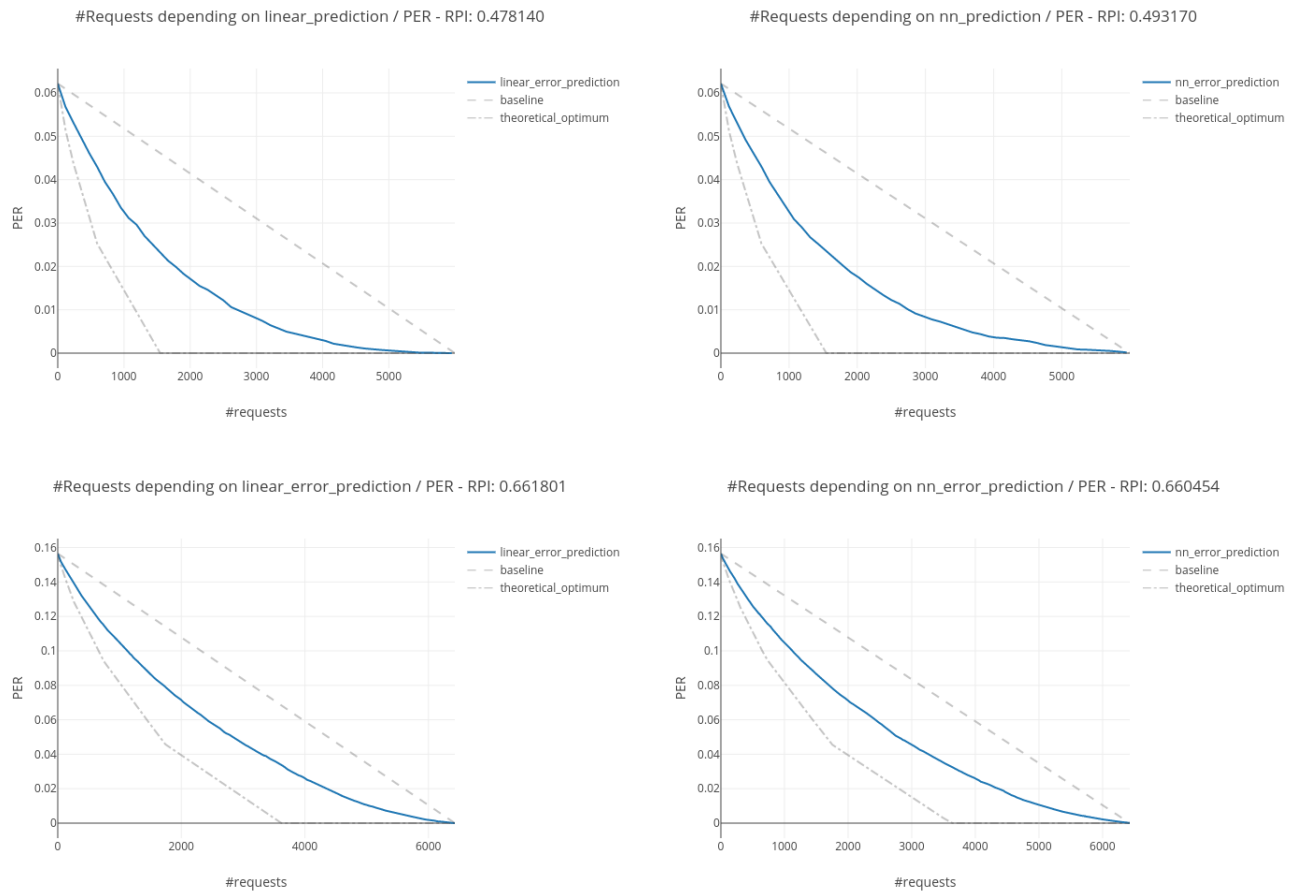 #Requests depending on linear_prediction / PER - RPI: 0.478140
linear_error_prediction
baseline
theoretical_optimum
0.06
0.05
0.04
0.03
0.02
0.01
0
PER
0
1000
2000
3000
4000
5000
#requests
#Requests depending on nn_prediction / PER - RPI: 0.493170
nn_error_prediction
baseline
theoretical_optimum
0.06
0.05
0.04
0.03
0.02
0.01
0
PER
0
1000
2000
3000
4000
5000
#requests
#Requests depending on linear_error_prediction / PER - RPI: 0.661801
linear_error_prediction
baseline
theoretical_optimum
0.16
0.14
0.12
0.1
0.08
0.06
0.04
0.02
0
PER
0
2000
4000
6000
#requests
#Requests depending on nn_error_prediction / PER - RPI: 0.660454
nn_error_prediction
baseline
theoretical_optimum
0.16
0.14
0.12
0.1
0.08
0.06
0.04
0.02
0
PER
0
1000
2000
3000
4000
5000
6000
#requests